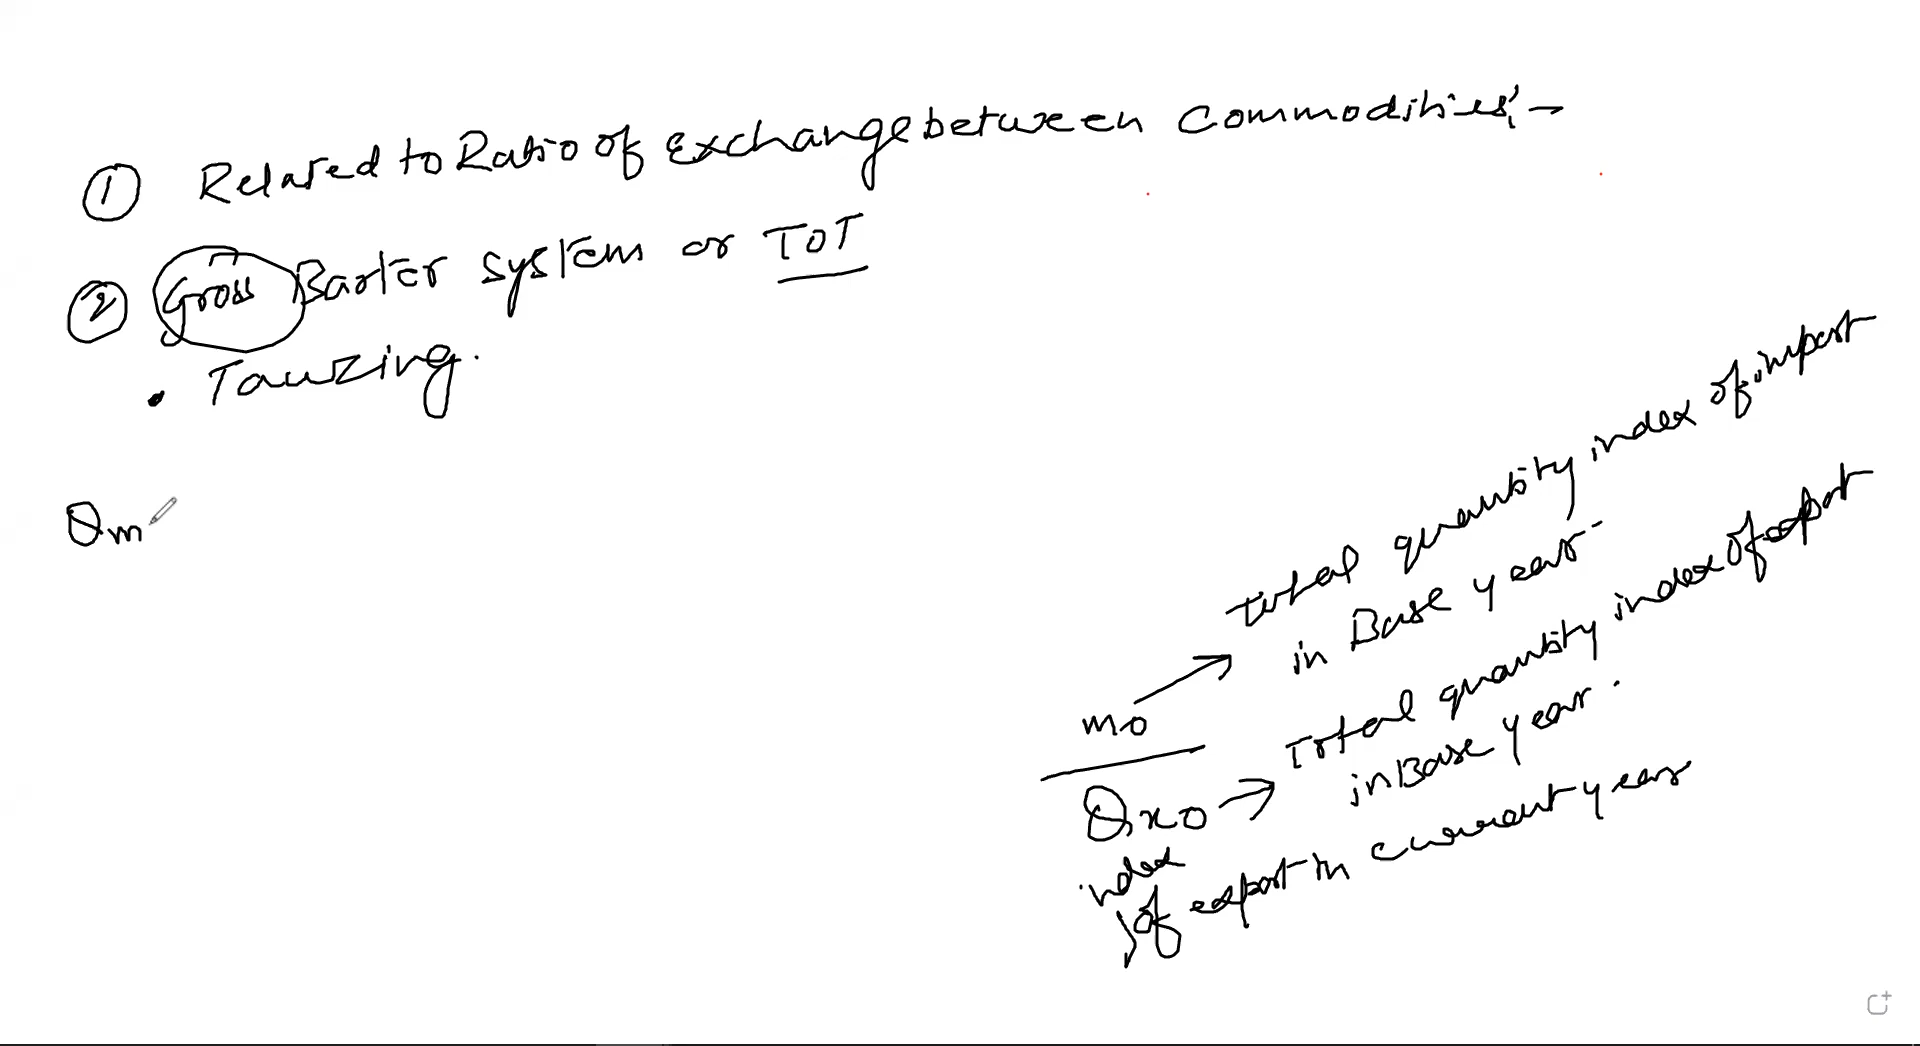 ① Related to Ratio of Exchange between Commodities:-
② Gross Barter system or TOT
• Tauzing.
Qm
mo → Total quantity index of import
in Base year
Qxo → Total quantity index of export
in Base year.
index
of export in current year